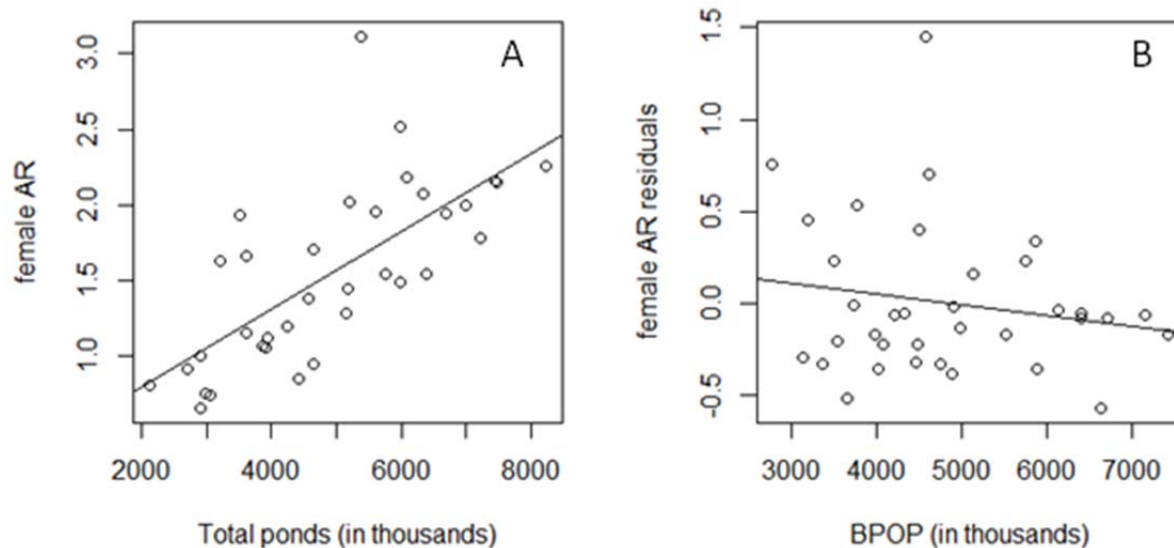 A
female AR
3.0
2.5
2.0
1.5
1.0
2000 4000 6000 8000
Total ponds (in thousands)
B
female AR residuals
1.5
1.0
0.5
0.0
-0.5
3000 4000 5000 6000 7000
BPOP (in thousands)